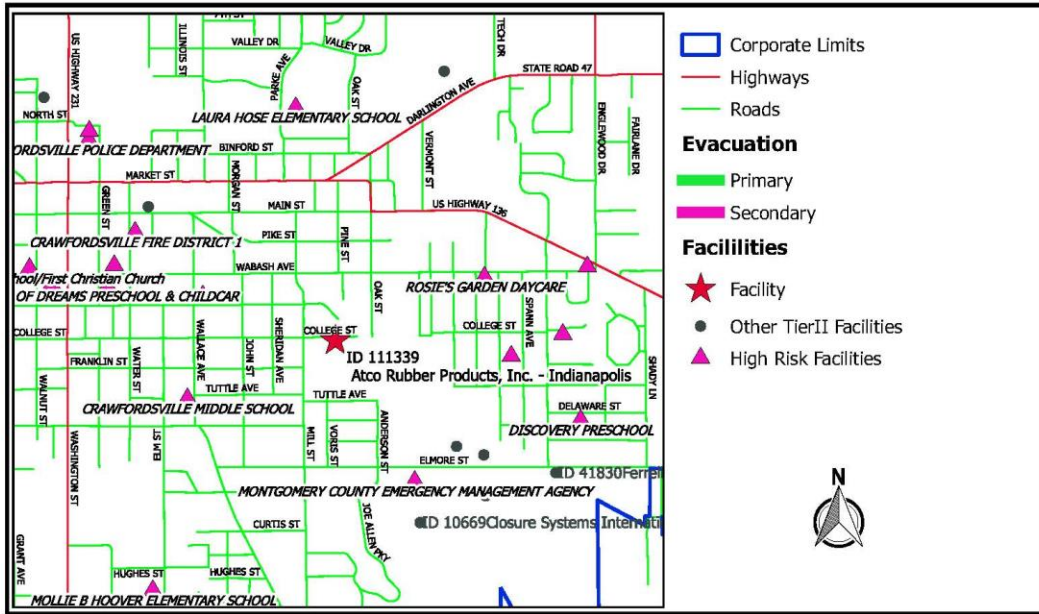 7TH ST
ILLINOIS ST
VALLEY DR
VALLEY DR
TECH DR
US HIGHWAY 231
PARKE AVE
OAK ST
STATE ROAD 47
DARLINGTON AVE
NORTH ST
LAURA HOSE ELEMENTARY SCHOOL
ENGLEWOOD DR
FAIRLANE DR
ORDSVILLE POLICE DEPARTMENT
BINFORD ST
VERMONT ST
MARKET ST
MORGAN ST
GREEN ST
MAIN ST
US HIGHWAY 136
PIKE ST
PINE ST
CRAWFORDSVILLE FIRE DISTRICT 1
WABASH AVE
hool/First Christian Church
OF DREAMS PRESCHOOL & CHILDCAR
ROSIE'S GARDEN DAYCARE
OAK ST
SPANN AVE
COLLEGE ST
COLLEGE ST
COLLEGE ST
WALLACE AVE
JOHN ST
SHERIDAN AVE
ID 111339
Atco Rubber Products, Inc. - Indianapolis
FRANKLIN ST
WATER ST
WALNUT ST
TUTTLE AVE
TUTTLE AVE
SHADY LN
CRAWFORDSVILLE MIDDLE SCHOOL
DELAWARE ST
DISCOVERY PRESCHOOL
WASHINGTON ST
ELM ST
MILL ST
VORIS ST
ANDERSON ST
ELMORE ST
ID 41830Ferrel
MONTGOMERY COUNTY EMERGENCY MANAGEMENT AGENCY
JOE ALLEN PKY
ID 10669Closure Systems Internati
CURTIS ST
GRANT AVE
HUGHES ST
HUGHES ST
MOLLIE B HOOVER ELEMENTARY SCHOOL
Corporate Limits
Highways
Roads
Evacuation
Primary
Secondary
Facililities
Facility
Other TierII Facilities
High Risk Facilities
N